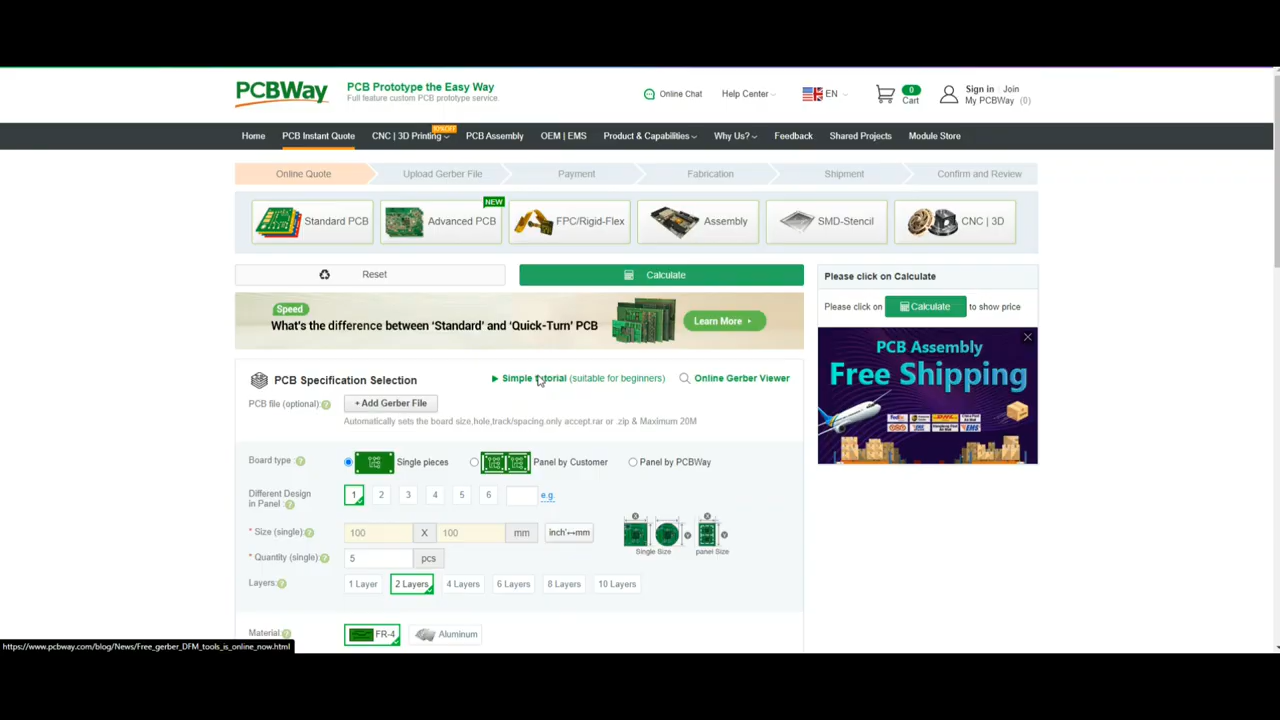 PCBWay
PCB Prototype the Easy Way
Full feature custom PCB prototype service.
Online Chat
Help Center
EN
0
Cart
Sign in Join
My PCBWay (0)
Home
PCB Instant Quote
CNC | 3D Printing
PCB Assembly
OEM | EMS
Product & Capabilities
Why Us?
Feedback
Shared Projects
Module Store
Online Quote
Upload Gerber File
Payment
Fabrication
Shipment
Confirm and Review
Standard PCB
NEW
Advanced PCB
FPC/Rigid-Flex
Assembly
SMD-Stencil
CNC | 3D
Reset
Calculate
Please click on Calculate
Please click on Calculate to show price
Speed
What's the difference between 'Standard' and 'Quick-Turn' PCB
Learn More
PCB Assembly
Free Shipping
PCB Specification Selection
Simple tutorial (suitable for beginners)
Online Gerber Viewer
PCB file (optional):
+ Add Gerber File
Automatically sets the board size,hole,track/spacing.only accept.rar or .zip & Maximum 20M
Board type :
Single pieces
Panel by Customer
Panel by PCBWay
Different Design
in Panel :
1 2 3 4 5 6 e.g.
* Size (single):
100 X 100 mm inch↔mm
Single Size
panel Size
* Quantity (single):
5 pcs
Layers:
1 Layer 2 Layers 4 Layers 6 Layers 8 Layers 10 Layers
Material:
FR-4
Aluminum
https://www.pcbway.com/blog/News/Free_gerber_DFM_tools_is_online_now.html